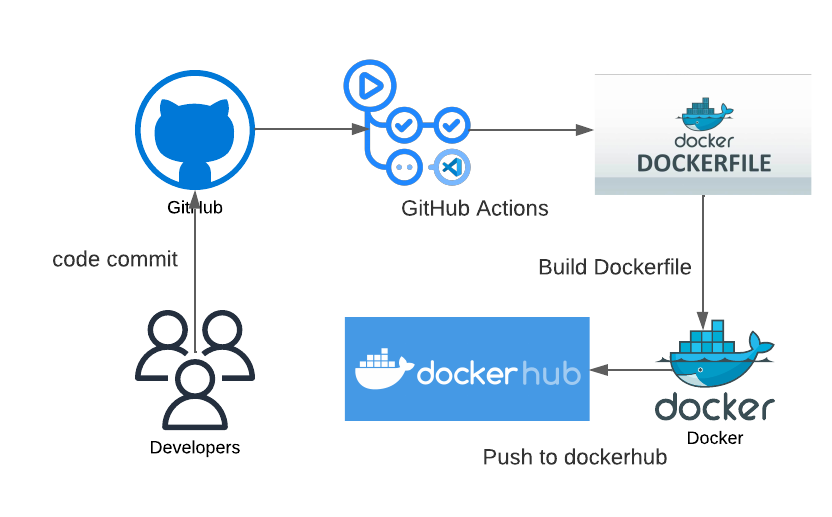 docker
DOCKERFILE
GitHub
GitHub Actions
code commit
Build Dockerfile
docker hub
docker
Developers
Docker
Push to dockerhub